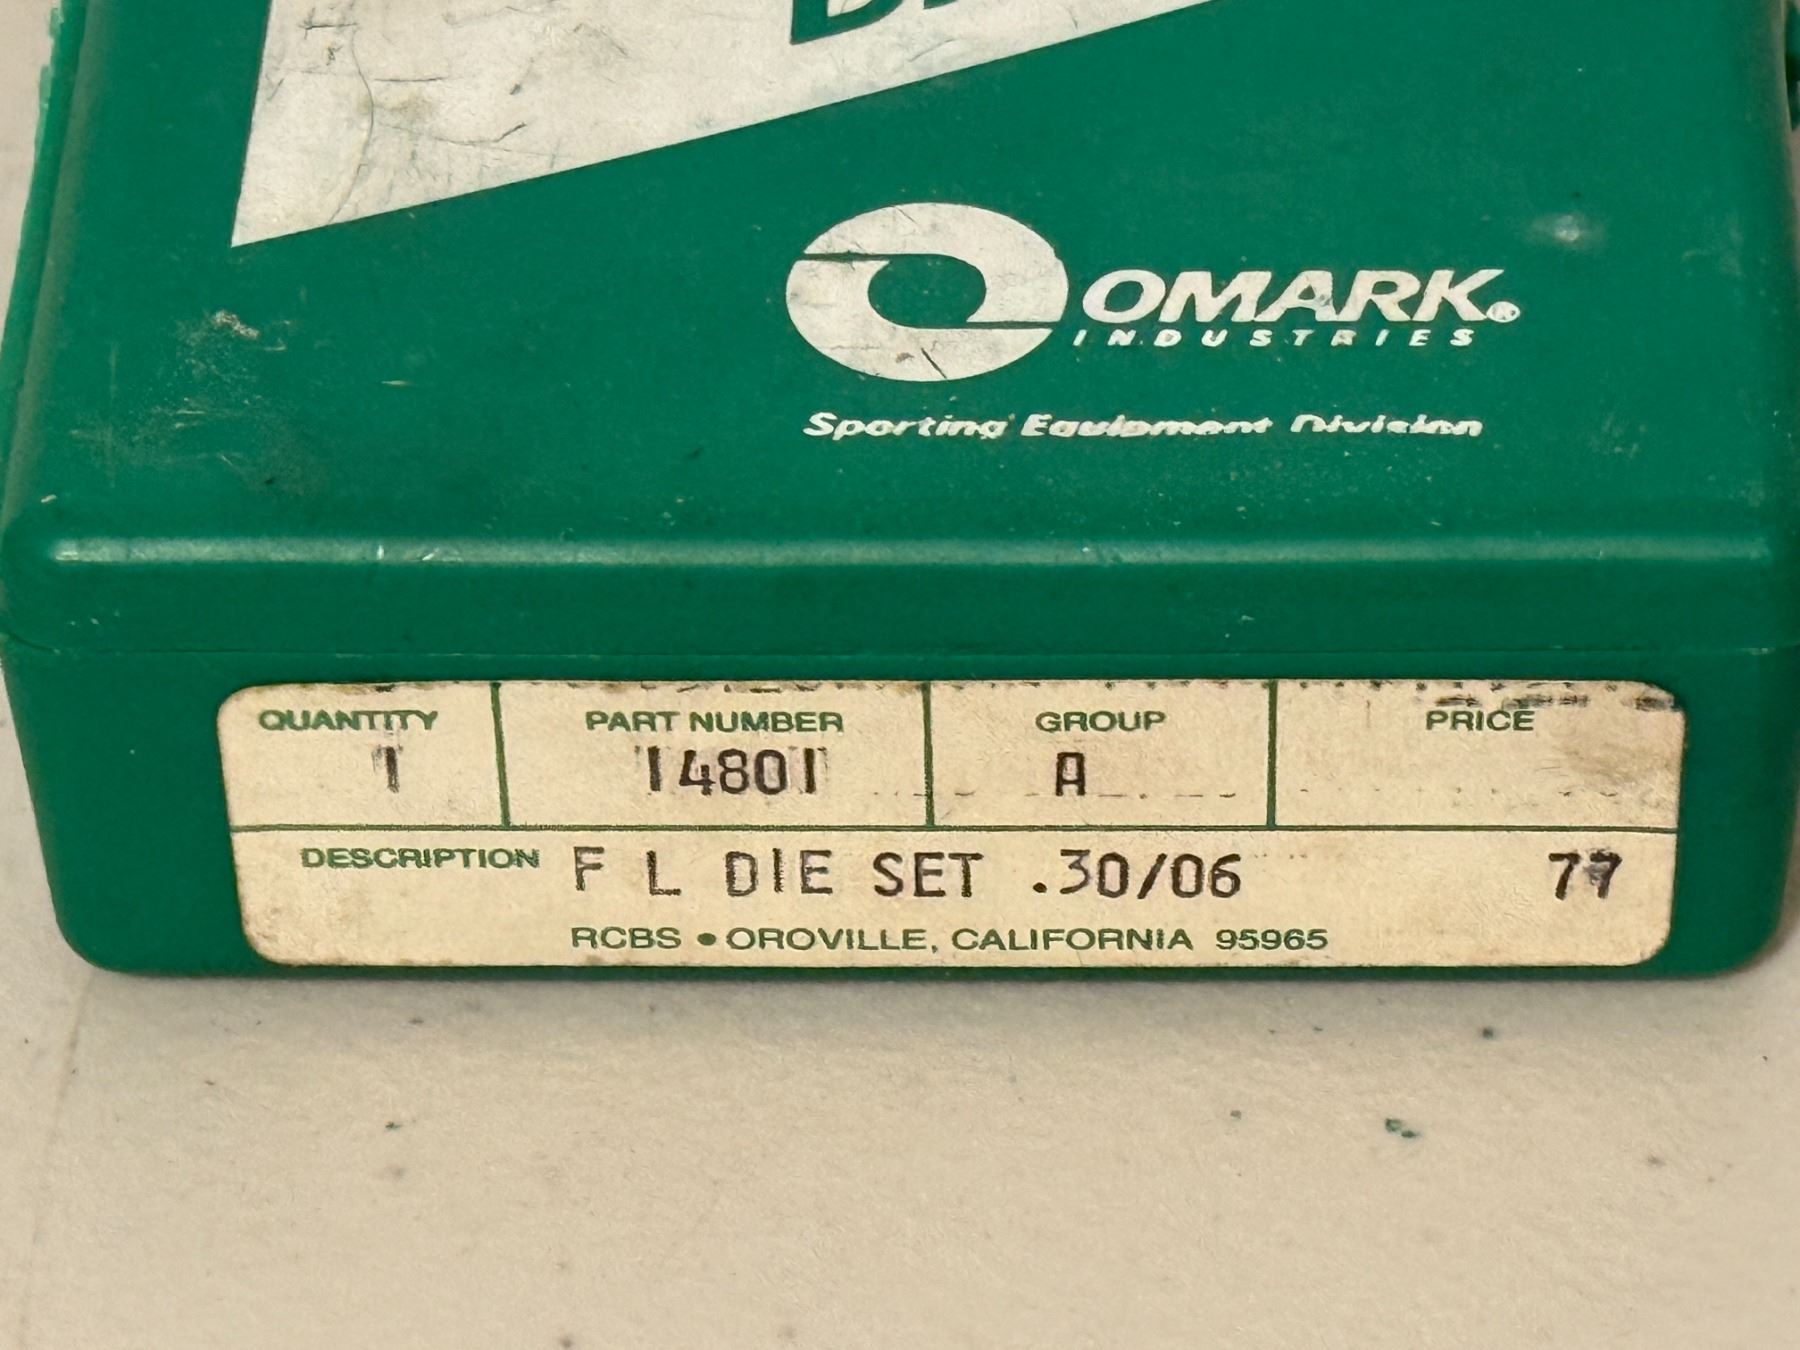 OMARK®
INDUSTRIES
Sporting Equipment Division
QUANTITY PART NUMBER GROUP PRICE
1 14801 A
DESCRIPTION F L DIE SET .30/06 77
RCBS • OROVILLE, CALIFORNIA 95965